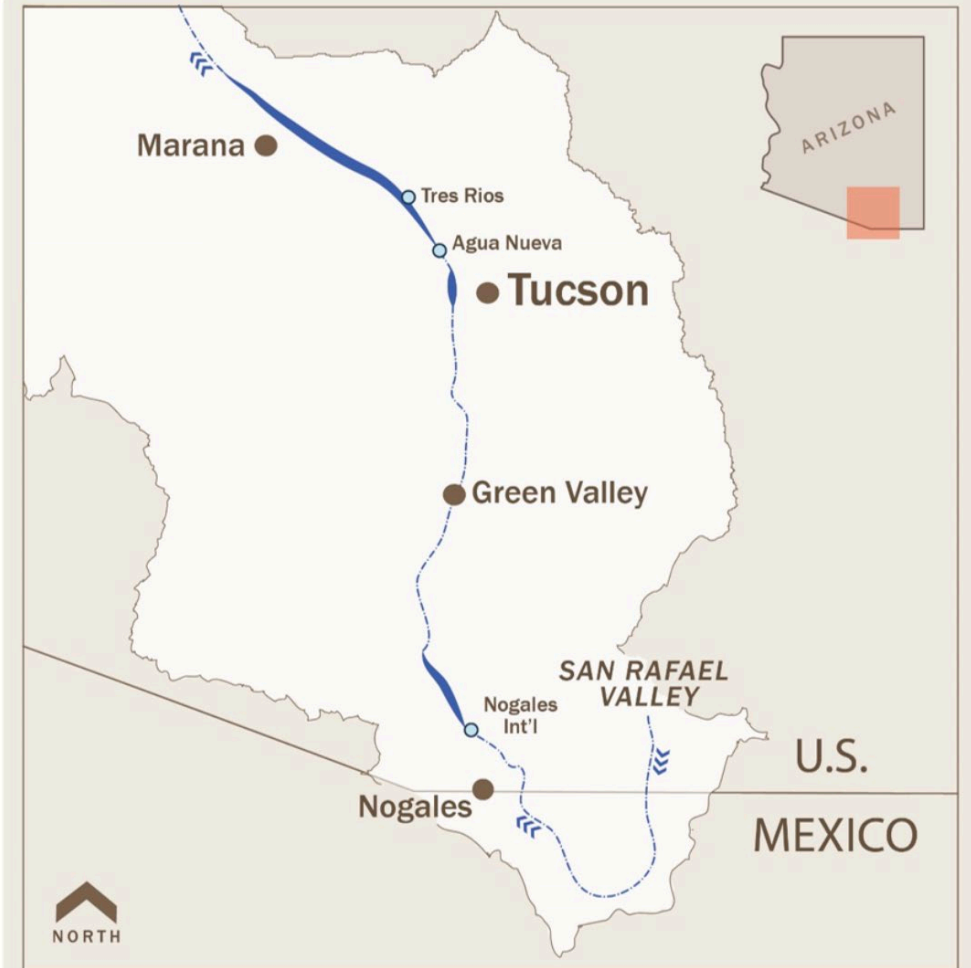 ARIZONA
Marana
Tres Rios
Agua Nueva
Tucson
Green Valley
SAN RAFAEL
VALLEY
Nogales
Int'l
U.S.
Nogales
MEXICO
NORTH